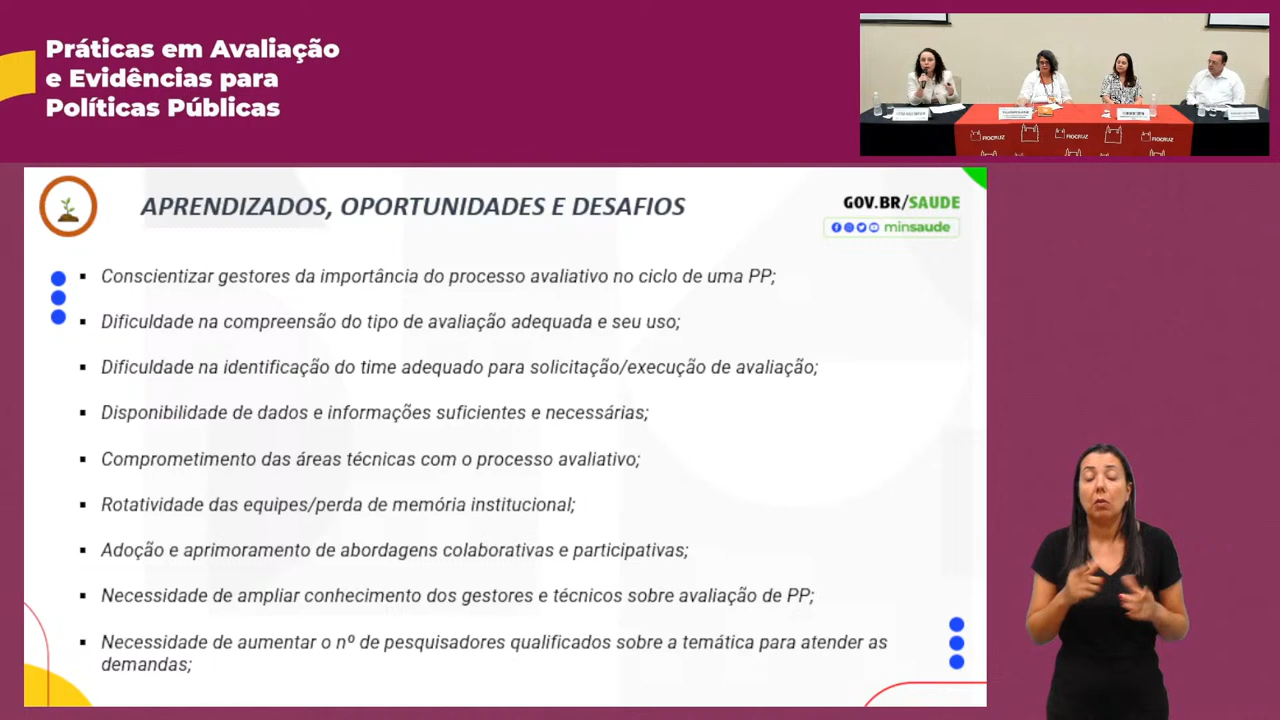 Práticas em Avaliação
e Evidências para
Políticas Públicas
FIOCRUZ
FIOCRUZ
FIOCRUZ
APRENDIZADOS, OPORTUNIDADES E DESAFIOS
GOV.BR/SAUDE
minsaude
▪ Conscientizar gestores da importância do processo avaliativo no ciclo de uma PP;
▪ Dificuldade na compreensão do tipo de avaliação adequada e seu uso;
▪ Dificuldade na identificação do time adequado para solicitação/execução de avaliação;
▪ Disponibilidade de dados e informações suficientes e necessárias;
▪ Comprometimento das áreas técnicas com o processo avaliativo;
▪ Rotatividade das equipes/perda de memória institucional;
▪ Adoção e aprimoramento de abordagens colaborativas e participativas;
▪ Necessidade de ampliar conhecimento dos gestores e técnicos sobre avaliação de PP;
▪ Necessidade de aumentar o nº de pesquisadores qualificados sobre a temática para atender as
demandas;